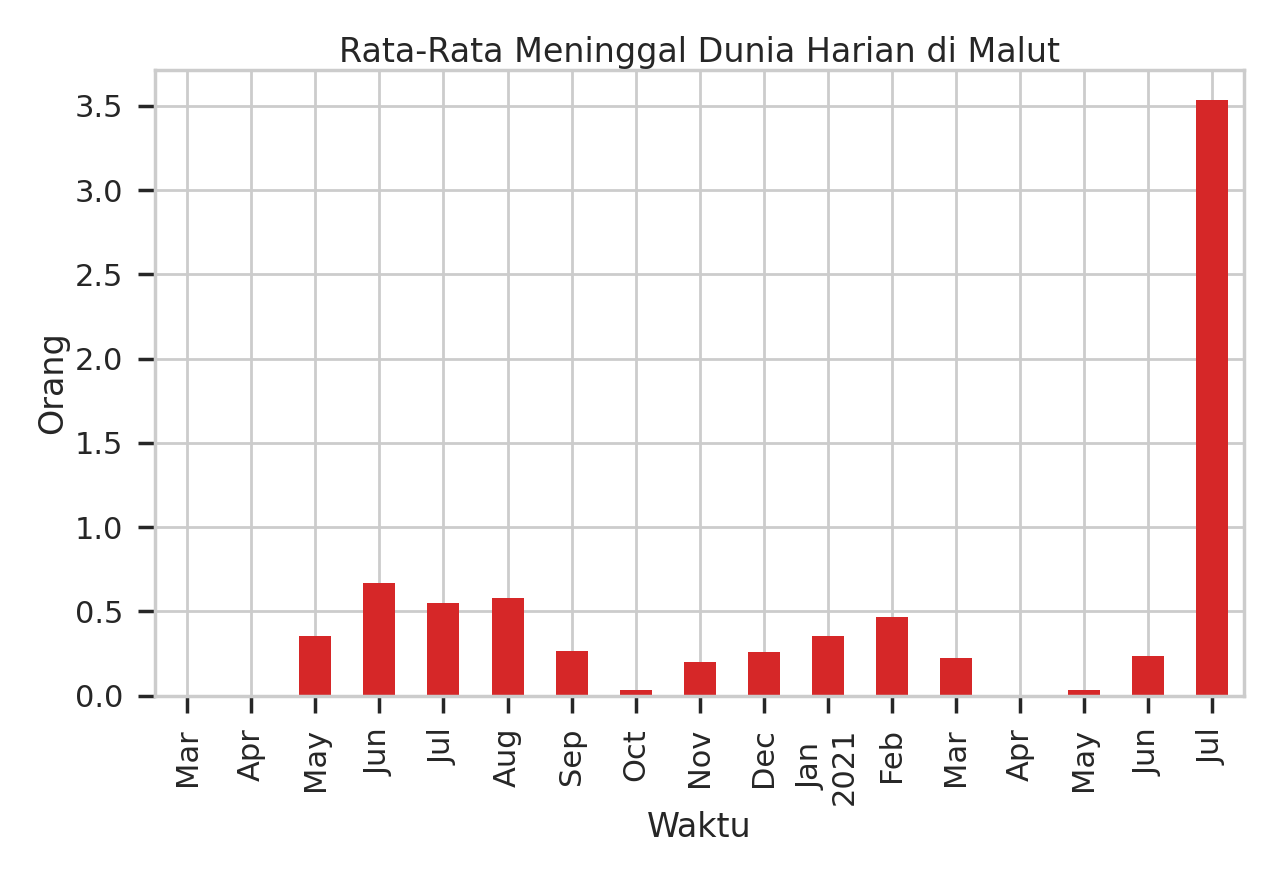 Rata-Rata Meninggal Dunia Harian di Malut
3.5
3.0
2.5
2.0
1.5
1.0
0.5
0.0
Orang
Mar
Apr
May
Jun
Jul
Aug
Sep
Oct
Nov
Dec
Jan
2021
Feb
Mar
Apr
May
Jun
Jul
Waktu